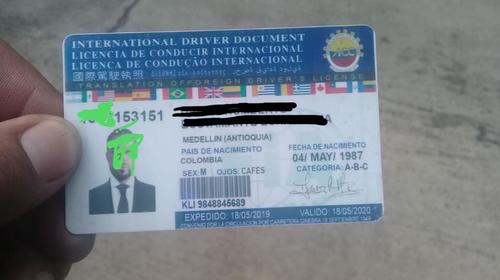 INTERNATIONAL DRIVER DOCUMENT
LICENCIA DE CONDUCIR INTERNACIONAL
LICENCA DE CONDUÇÃO INTERNACIONAL
國際駕駛執照
TRANSLATION OF FOREIGN DRIVER'S LICENSE
153151
MEDELLIN (ANTIOQUIA)
PAIS DE NACIMIENTO
COLOMBIA
SEX: M OJOS: CAFES
FECHA DE NACIMIENTO
04/ MAY/ 1987
CATEGORIA: A-B-C
KLI 9848845689
EXPEDIDO: 18/05/2019 VALIDO: 18/05/2020